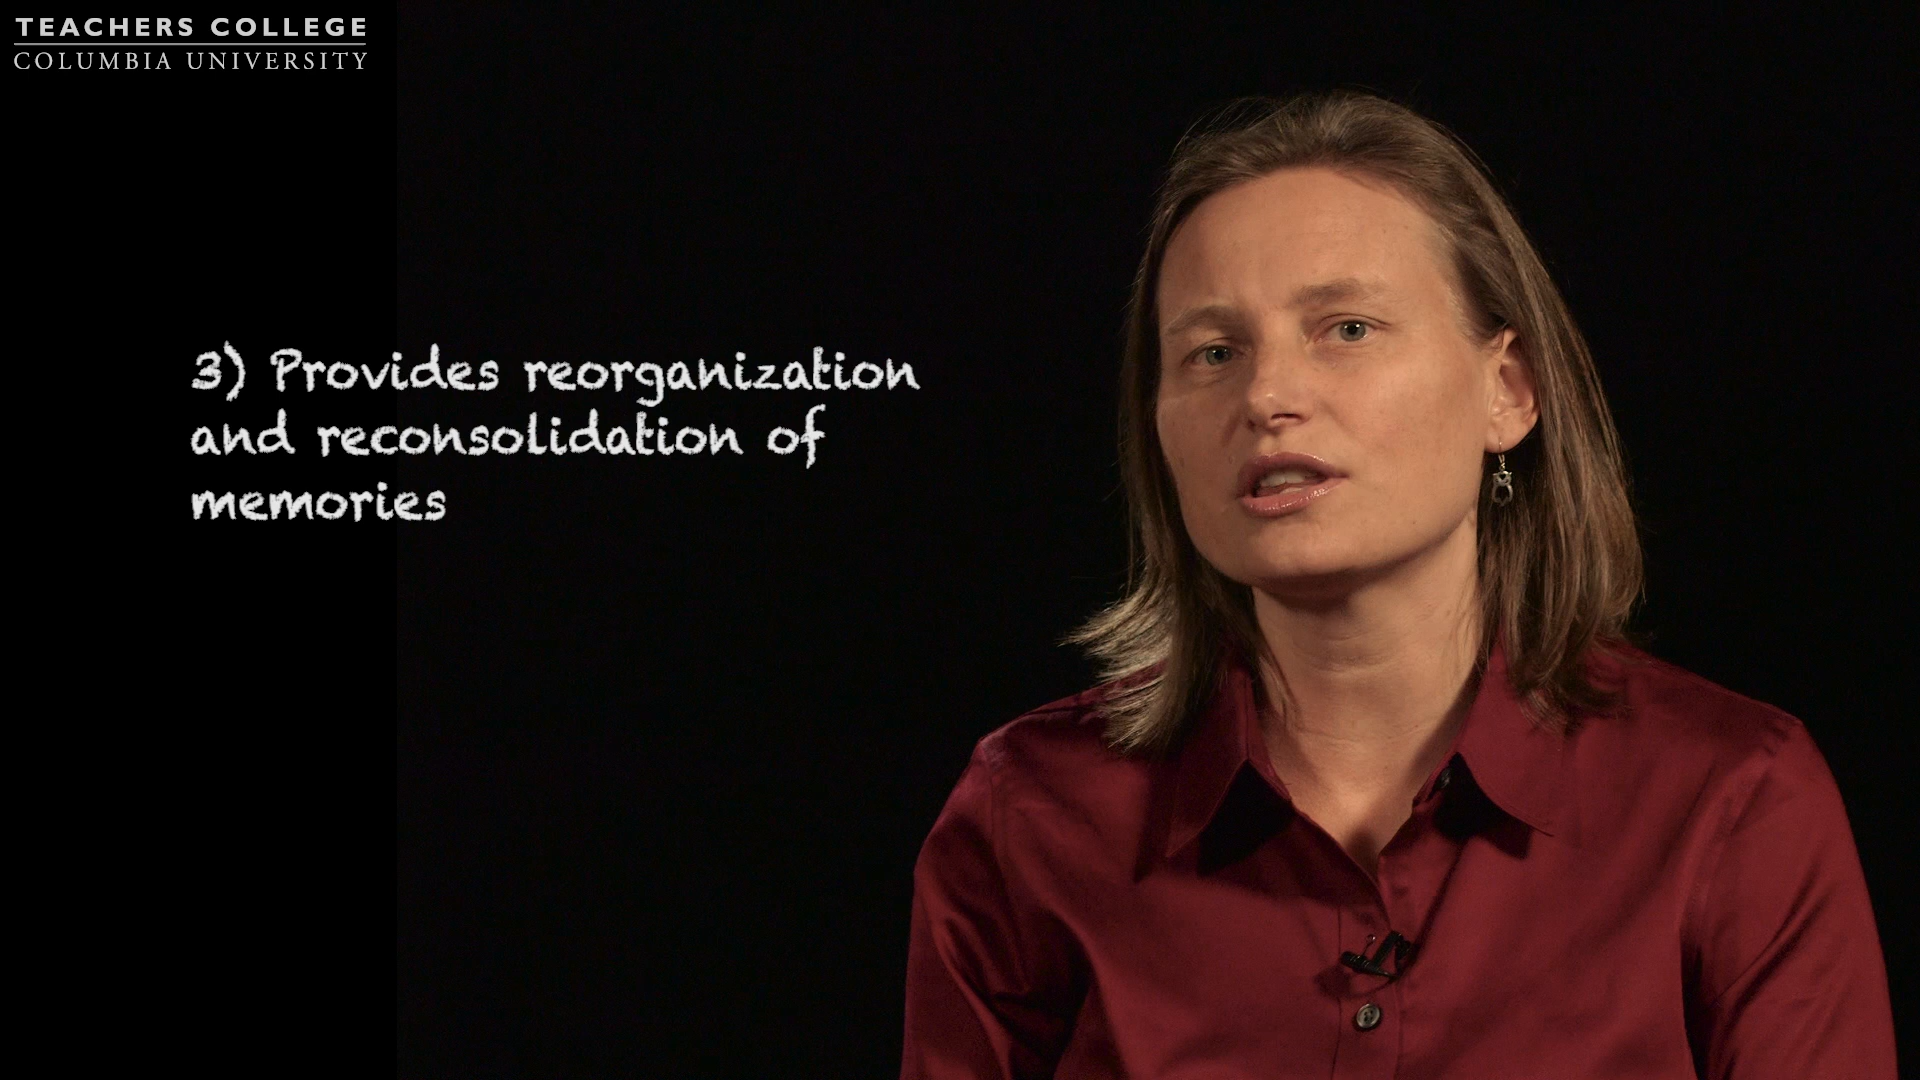 TEACHERS COLLEGE
COLUMBIA UNIVERSITY
3) Provides reorganization
and reconsolidation of
memories